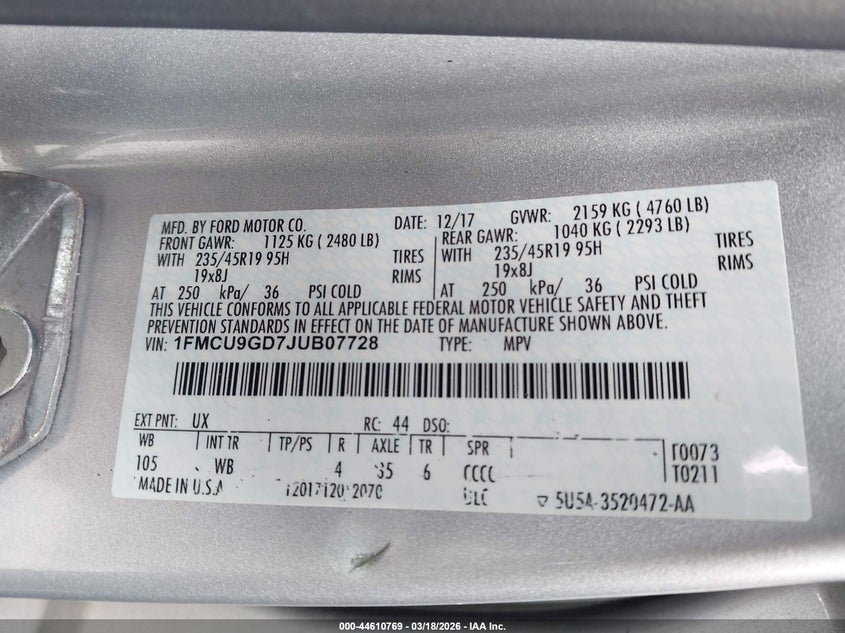 MFD. BY FORD MOTOR CO. DATE: 12/17 GVWR: 2159 KG ( 4760 LB)
FRONT GAWR: 1125 KG ( 2480 LB) REAR GAWR: 1040 KG ( 2293 LB)
WITH 235/45R19 95H TIRES WITH 235/45R19 95H TIRES
19x8J RIMS 19x8J RIMS
AT 250 kPa/ 36 PSI COLD AT 250 kPa/ 36 PSI COLD
THIS VEHICLE CONFORMS TO ALL APPLICABLE FEDERAL MOTOR VEHICLE SAFETY AND THEFT
PREVENTION STANDARDS IN EFFECT ON THE DATE OF MANUFACTURE SHOWN ABOVE.
VIN: 1FMCU9GD7JUB07728 TYPE: MPV
EXT PNT: UX RC: 44 DSO:
WB INT TR TP/PS R AXLE TR SPR T0073
105 WB 4 35 6 CCCC T0211
MADE IN U.S.A 5U5A-3520472-AA
000-44610769 - 03/18/2026 - IAA Inc.